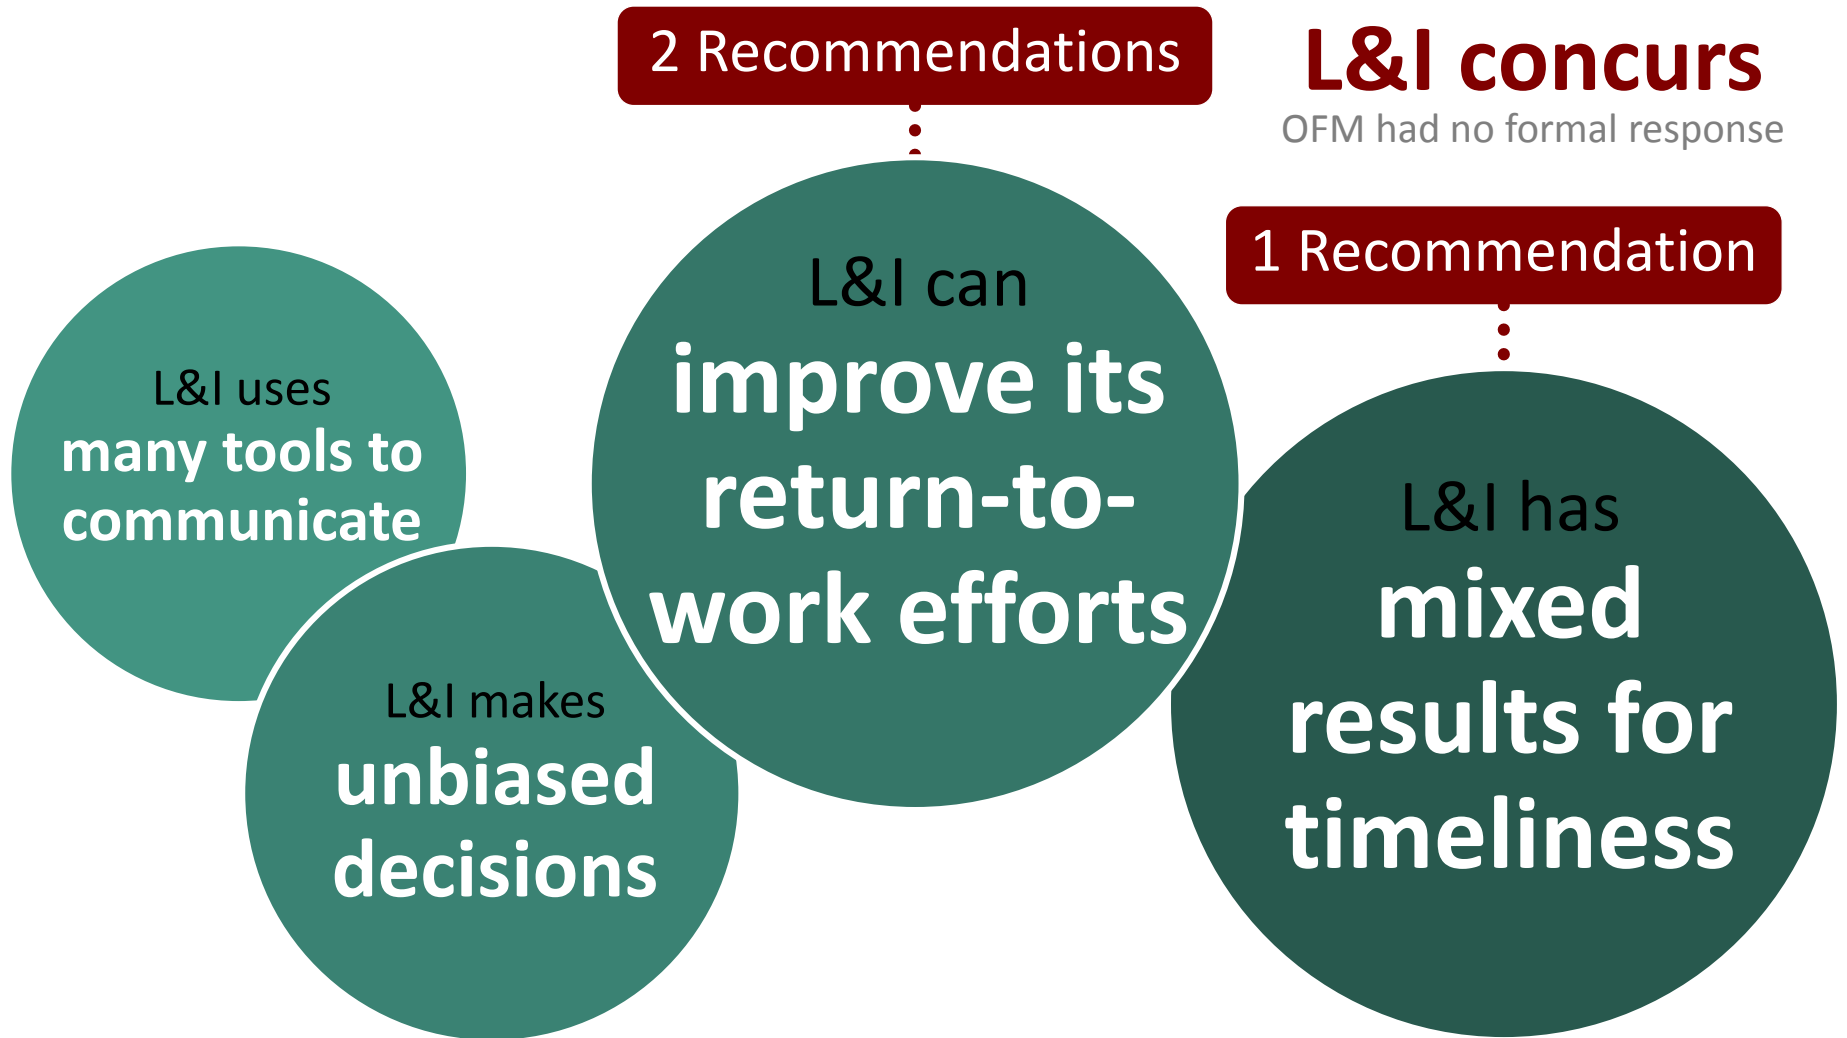 2 Recommendations
L&I concurs
OFM had no formal response
1 Recommendation
L&I uses
many tools to
communicate
L&I makes
unbiased
decisions
L&I can
improve its
return-to-
work efforts
L&I has
mixed
results for
timeliness